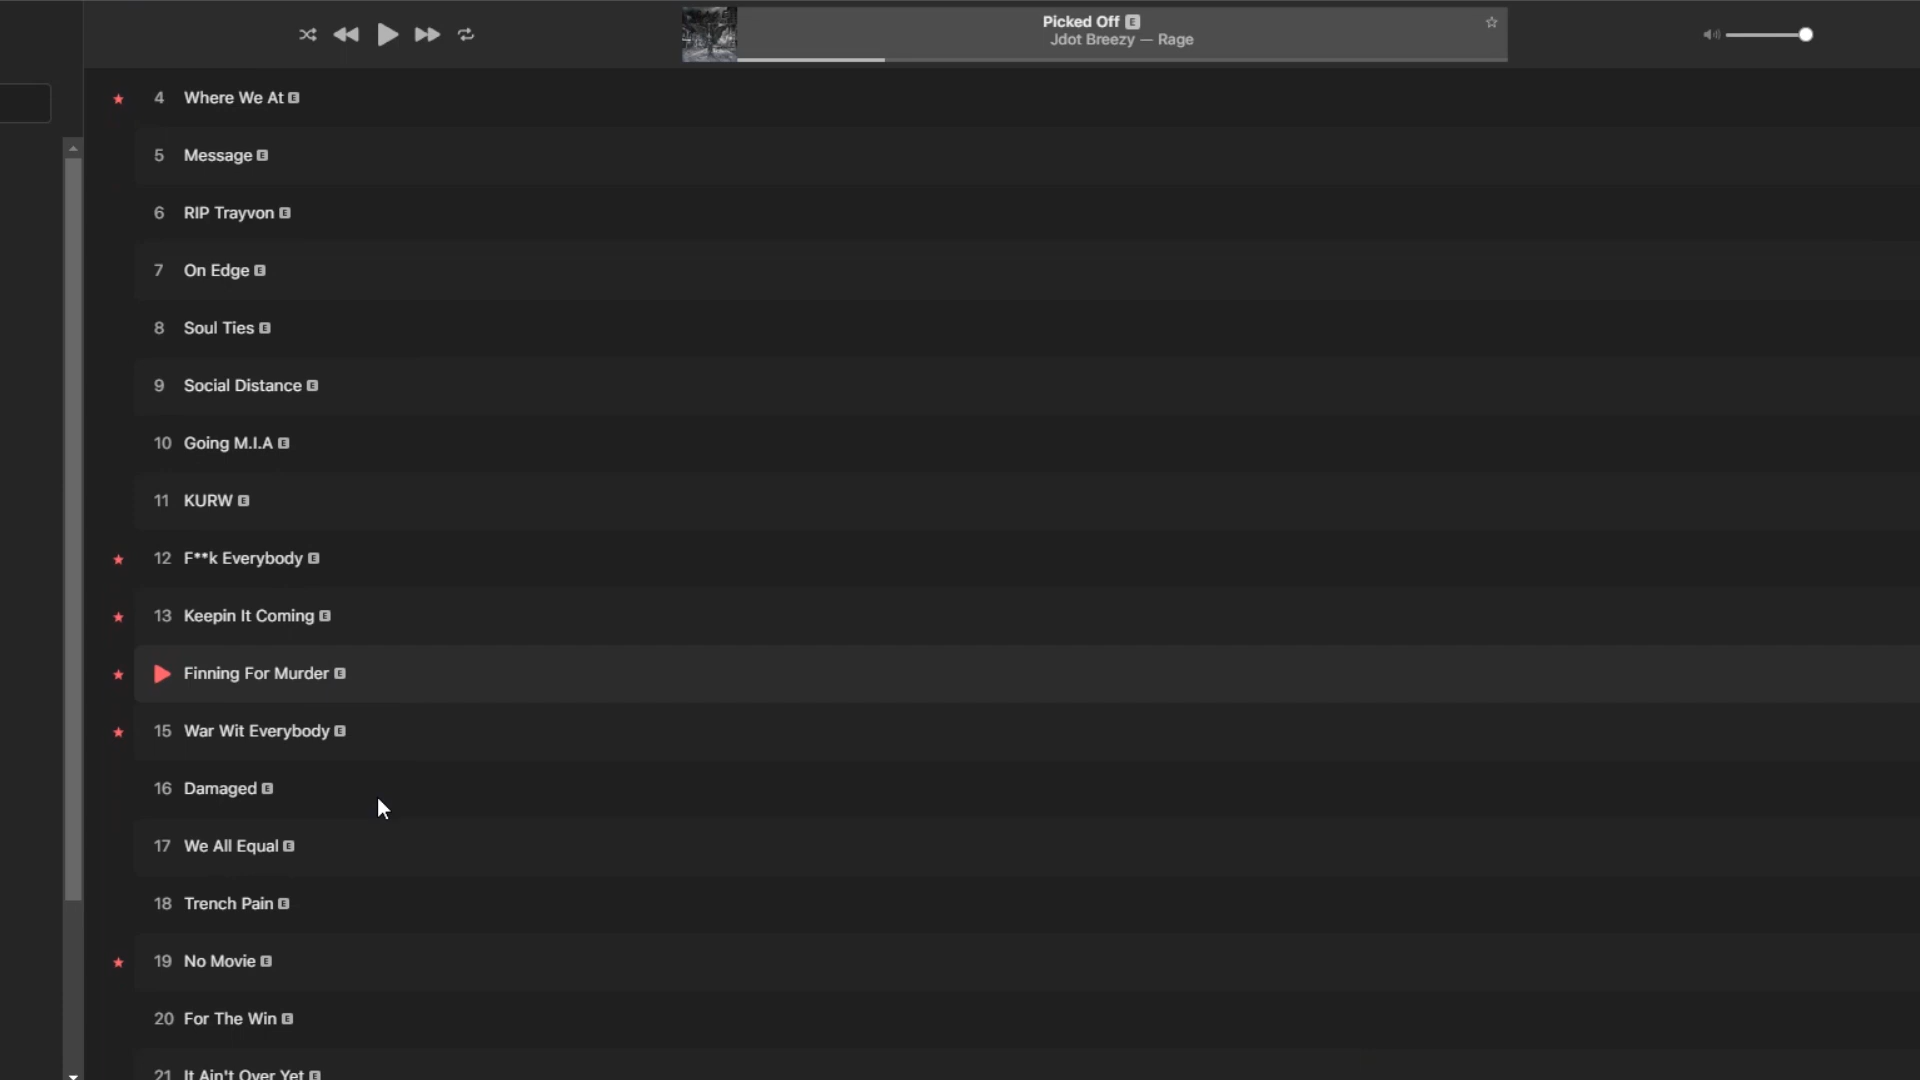 Picked Off E
Jdot Breezy — Rage
4 Where We At E
5 Message E
6 RIP Trayvon E
7 On Edge E
8 Soul Ties E
9 Social Distance E
10 Going M.I.A E
11 KURW E
12 F**k Everybody E
13 Keepin It Coming E
Finning For Murder E
15 War Wit Everybody E
16 Damaged E
17 We All Equal E
18 Trench Pain E
19 No Movie E
20 For The Win E
21 It Ain't Over Yet E